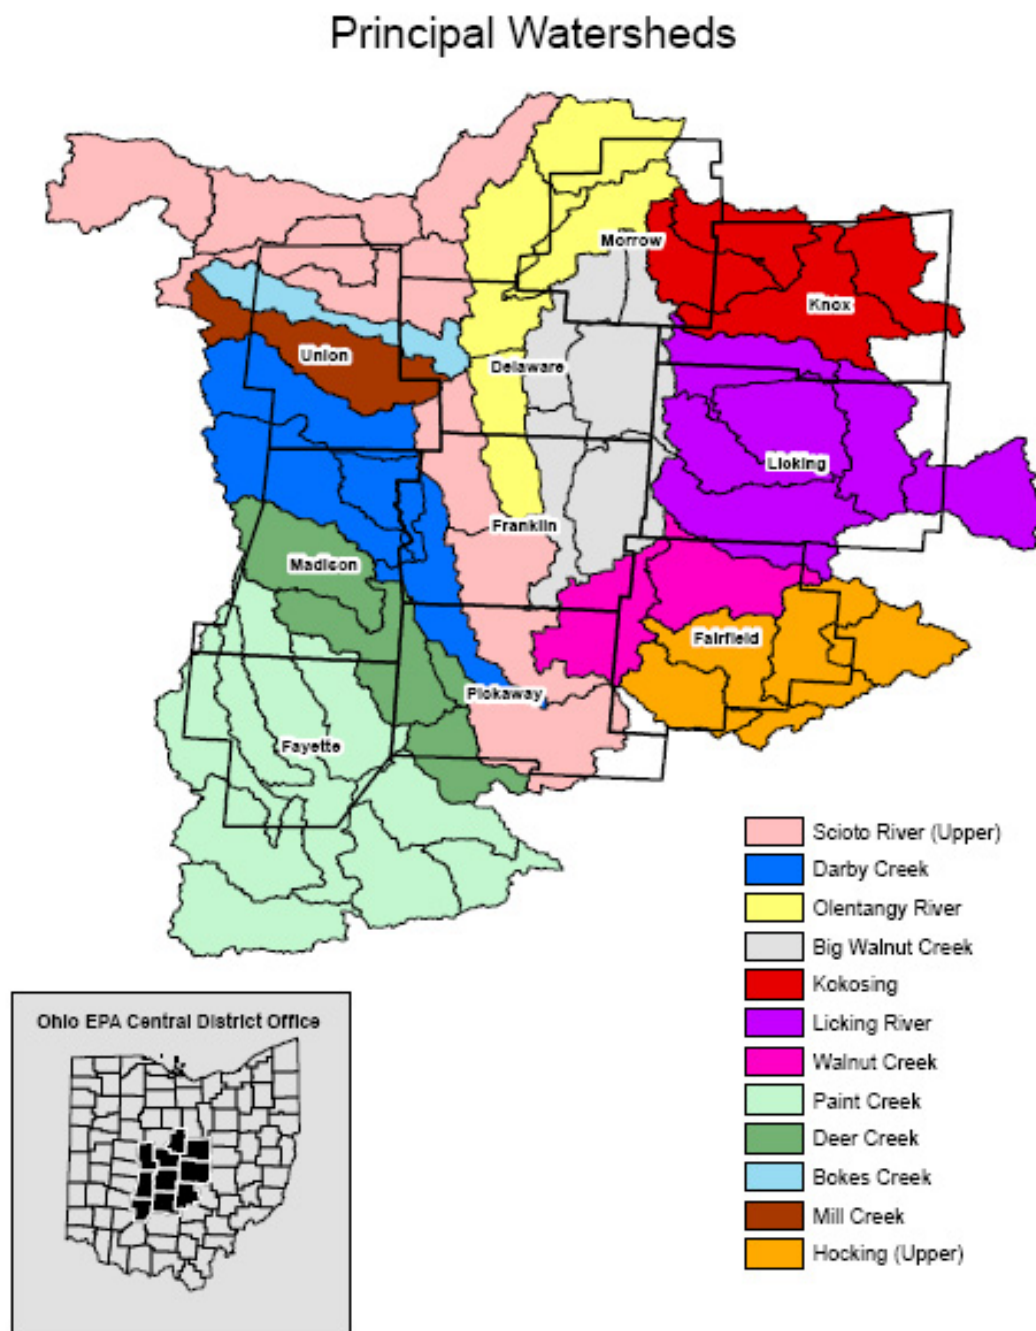 Principal Watersheds
Morrow
Knox
Union
Delaware
Licking
Franklin
Madison
Fairfield
Pickaway
Fayette
Scioto River (Upper)
Darby Creek
Olentangy River
Big Walnut Creek
Kokosing
Licking River
Walnut Creek
Paint Creek
Deer Creek
Bokes Creek
Mill Creek
Hocking (Upper)
Ohio EPA Central District Office